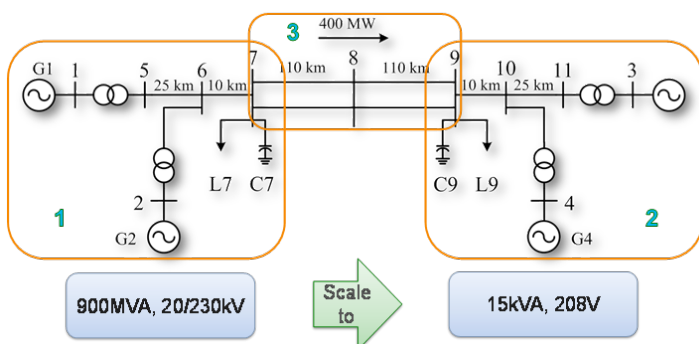 3 400 MW
G1 1 5 6 7 8 9 10 11 3
25 km 10 km 110 km 110 km 10 km 25 km
L7 C7 C9 L9
2 4
1 G2 G4 2
900MVA, 20/230kV
Scale
to
15kVA, 208V